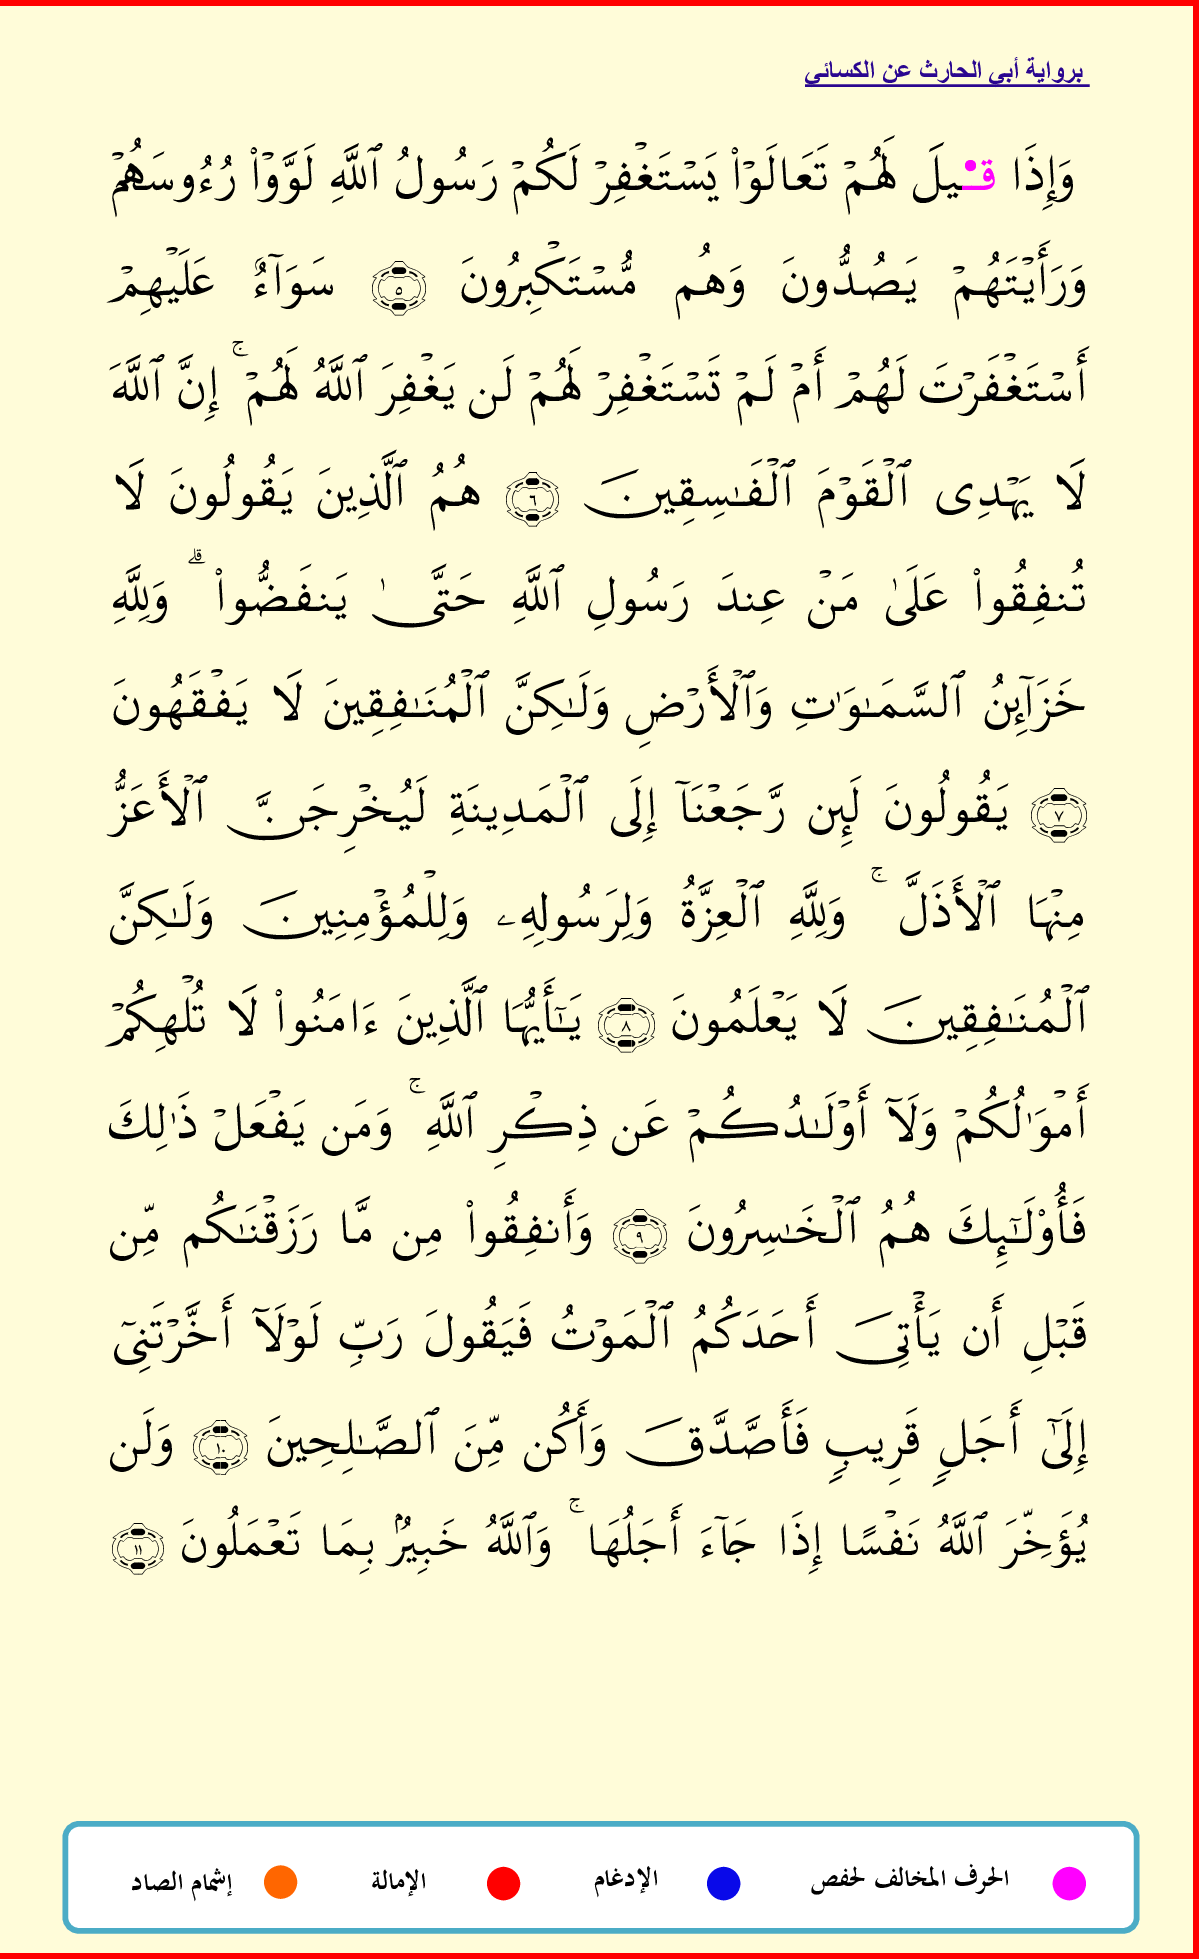 برواية أبي الحارث عن الكسائي
وَإِذَا قِيلَ لَهُمۡ تَعَالَوۡاْ يَسۡتَغۡفِرۡ لَكُمۡ رَسُولُ ٱللَّهِ لَوَّوۡاْ رُءُوسَهُمۡ
وَرَأَيۡتَهُمۡ يَصُدُّونَ وَهُم مُّسۡتَكۡبِرُونَ ٥ سَوَآءٌ عَلَيۡهِمۡ
أَسۡتَغۡفَرۡتَ لَهُمۡ أَمۡ لَمۡ تَسۡتَغۡفِرۡ لَهُمۡ لَن يَغۡفِرَ ٱللَّهُ لَهُمۡۚ إِنَّ ٱللَّهَ
لَا يَهۡدِى ٱلۡقَوۡمَ ٱلۡفَـٰسِقِينَ ٦ هُمُ ٱلَّذِينَ يَقُولُونَ لَا
تُنفِقُواْ عَلَىٰ مَنۡ عِندَ رَسُولِ ٱللَّهِ حَتَّىٰ يَنفَضُّواْۗ وَلِلَّهِ
خَزَآئِنُ ٱلسَّمَـٰوَٰتِ وَٱلۡأَرۡضِ وَلَـٰكِنَّ ٱلۡمُنَـٰفِقِينَ لَا يَفۡقَهُونَ
٧ يَقُولُونَ لَئِن رَّجَعۡنَآ إِلَى ٱلۡمَدِينَةِ لَيُخۡرِجَنَّ ٱلۡأَعَزُّ
مِنۡهَا ٱلۡأَذَلَّۚ وَلِلَّهِ ٱلۡعِزَّةُ وَلِرَسُولِهِۦ وَلِلۡمُؤۡمِنِينَ وَلَـٰكِنَّ
ٱلۡمُنَـٰفِقِينَ لَا يَعۡلَمُونَ ٨ يَـٰٓأَيُّهَا ٱلَّذِينَ ءَامَنُواْ لَا تُلۡهِكُمۡ
أَمۡوَٰلُكُمۡ وَلَآ أَوۡلَـٰدُكُمۡ عَن ذِكۡرِ ٱللَّهِۚ وَمَن يَفۡعَلۡ ذَٰلِكَ
فَأُوْلَـٰٓئِكَ هُمُ ٱلۡخَـٰسِرُونَ ٩ وَأَنفِقُواْ مِن مَّا رَزَقۡنَـٰكُم مِّن
قَبۡلِ أَن يَأۡتِىَ أَحَدَكُمُ ٱلۡمَوۡتُ فَيَقُولَ رَبِّ لَوۡلَآ أَخَّرۡتَنِىٓ
إِلَىٰٓ أَجَلٍ قَرِيبٍ فَأَصَّدَّقَ وَأَكُن مِّنَ ٱلصَّـٰلِحِينَ ١٠ وَلَن
يُؤَخِّرَ ٱللَّهُ نَفۡسًا إِذَا جَآءَ أَجَلُهَاۚ وَٱللَّهُ خَبِيرُۢ بِمَا تَعۡمَلُونَ ١١
الحرف المخالف لحفص الإدغام الإمالة إشمام الصاد